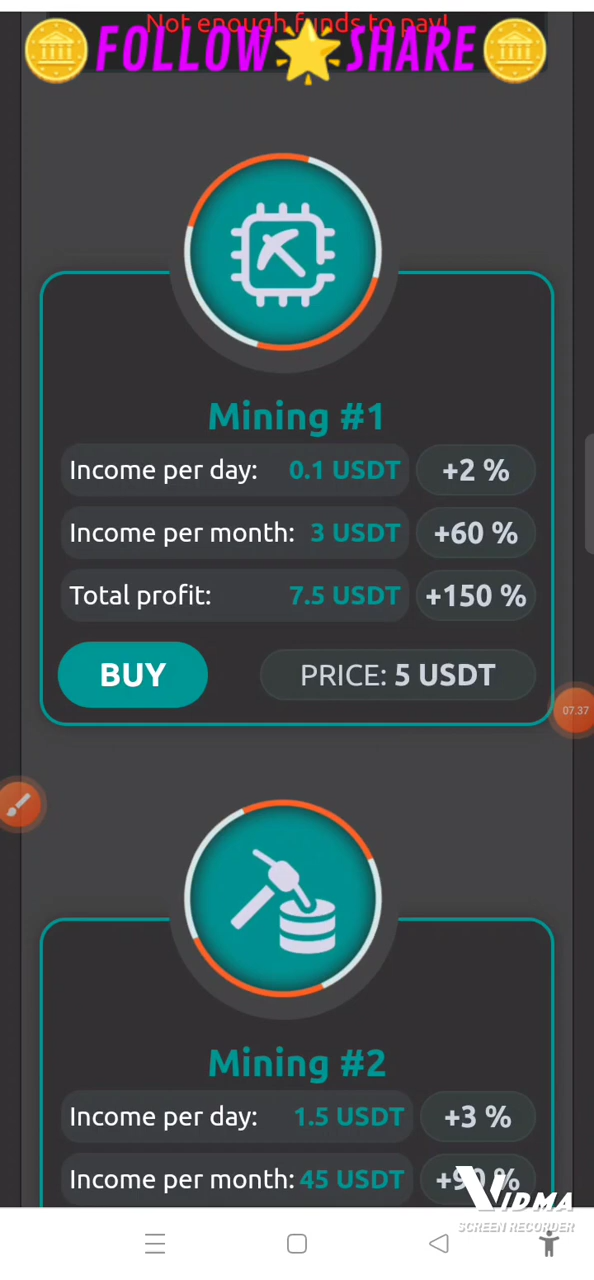 Not enough funds to pay!
FOLLOW SHARE
Mining #1
Income per day: 0.1 USDT +2 %
Income per month: 3 USDT +60 %
Total profit: 7.5 USDT +150 %
BUY PRICE: 5 USDT
07.37
Mining #2
Income per day: 1.5 USDT +3 %
Income per month: 45 USDT +90 %
VIDMA
SCREEN RECORDER